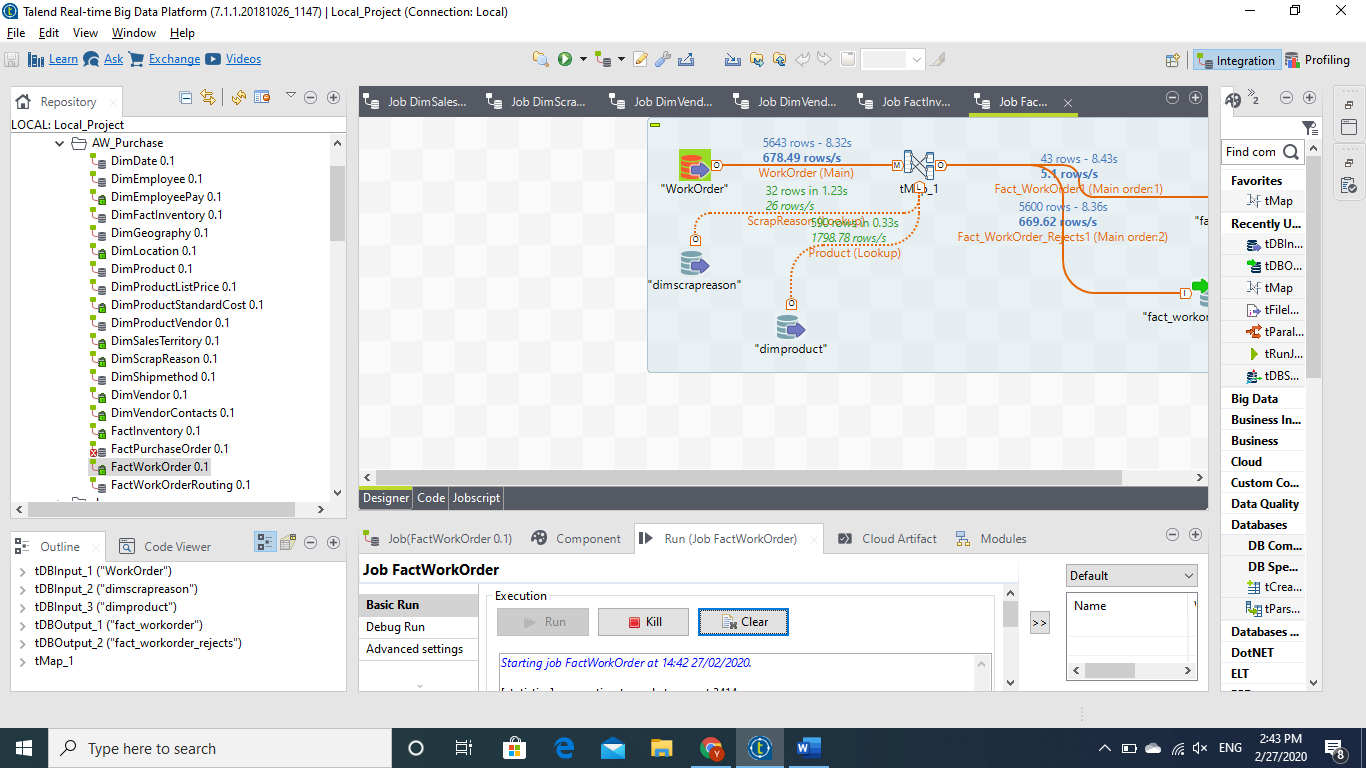 Talend Real-time Big Data Platform (7.1.1.20181026_1147) | Local_Project (Connection: Local)
File Edit View Window Help
Learn Ask Exchange Videos
Integration Profiling
Repository
LOCAL: Local_Project
AW_Purchase
DimDate 0.1
DimEmployee 0.1
DimEmployeePay 0.1
DimFactInventory 0.1
DimGeography 0.1
DimLocation 0.1
DimProduct 0.1
DimProductListPrice 0.1
DimProductStandardCost 0.1
DimProductVendor 0.1
DimSalesTerritory 0.1
DimScrapReason 0.1
DimShipmethod 0.1
DimVendor 0.1
DimVendorContacts 0.1
FactInventory 0.1
FactPurchaseOrder 0.1
FactWorkOrder 0.1
FactWorkOrderRouting 0.1
Outline Code Viewer
tDBInput_1 ("WorkOrder")
tDBInput_2 ("dimscrapreason")
tDBInput_3 ("dimproduct")
tDBOutput_1 ("fact_workorder")
tDBOutput_2 ("fact_workorder_rejects")
tMap_1
Job DimSales... Job DimScra... Job DimVend... Job DimVend... Job FactInv... Job Fac...
5643 rows - 8.32s
678.49 rows/s
WorkOrder (Main)
"WorkOrder"
tMap_1
43 rows - 8.43s
5.1 rows/s
Fact_WorkOrder1 (Main order:1)
5600 rows - 8.36s
669.62 rows/s
Fact_WorkOrder_Rejects1 (Main order:2)
32 rows in 1.23s
26 rows/s
ScrapReason (Lookup)
590 rows in 0.33s
1798.78 rows/s
Product (Lookup)
"dimscrapreason"
"dimproduct"
"fa
"fact_workor
Designer Code Jobscript
Job(FactWorkOrder 0.1) Component Run (Job FactWorkOrder) Cloud Artifact Modules
Job FactWorkOrder
Basic Run
Debug Run
Advanced settings
Execution
Run Kill Clear
Starting job FactWorkOrder at 14:42 27/02/2020.
>>
Default
Name
2
Find com
Favorites
tMap
Recently U...
tDBIn...
tDBO...
tMap
tFileI...
tParal...
tRunJ...
tDBS...
Big Data
Business In...
Business
Cloud
Custom Co...
Data Quality
Databases
DB Com...
DB Spe...
tCrea...
tPars...
Databases ...
DotNET
ELT
Type here to search
ENG
2:43 PM
2/27/2020
8